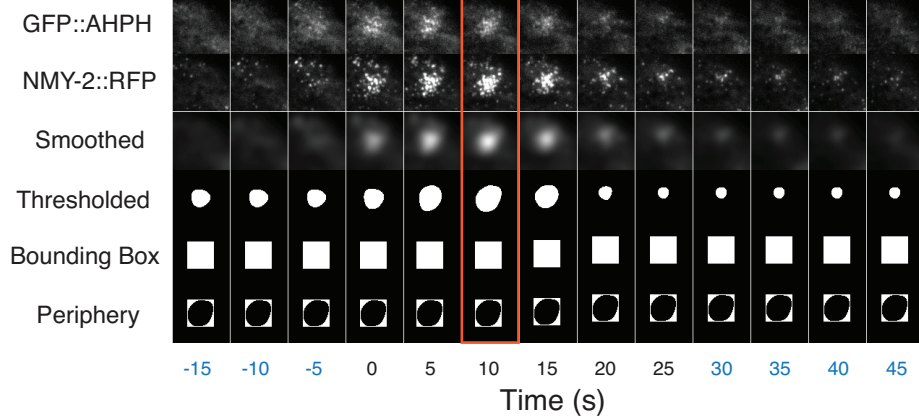 GFP::AHPH
NMY-2::RFP
Smoothed
Thresholded
Bounding Box
Periphery
-15 -10 -5 0 5 10 15 20 25 30 35 40 45
Time (s)